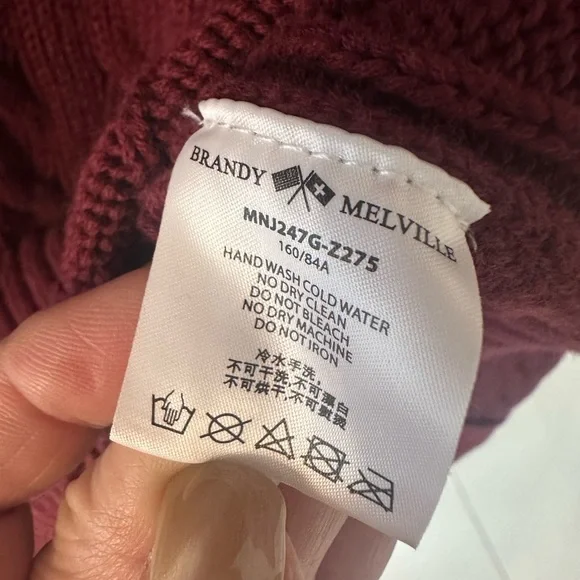 BRANDY MELVILLE
MNJ247G-Z275
160/84A
HAND WASH COLD WATER
NO DRY CLEAN
DO NOT BLEACH
NO DRY MACHINE
DO NOT IRON
冷水手洗,
不可干洗,不可漂白
不可烘干,不可熨烫